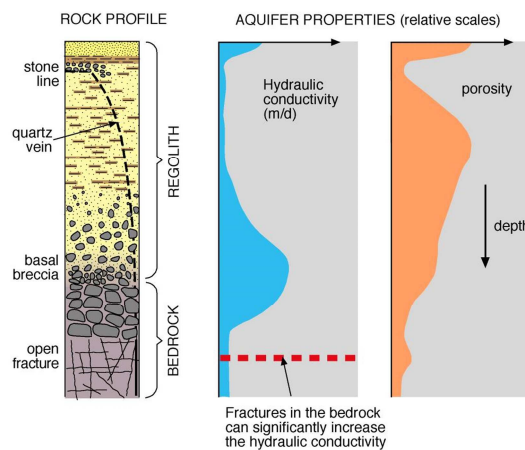 ROCK PROFILE
AQUIFER PROPERTIES (relative scales)
stone
line
quartz
vein
basal
breccia
open
fracture
REGOLITH
BEDROCK
Hydraulic
conductivity
(m/d)
Fractures in the bedrock
can significantly increase
the hydraulic conductivity
porosity
depth